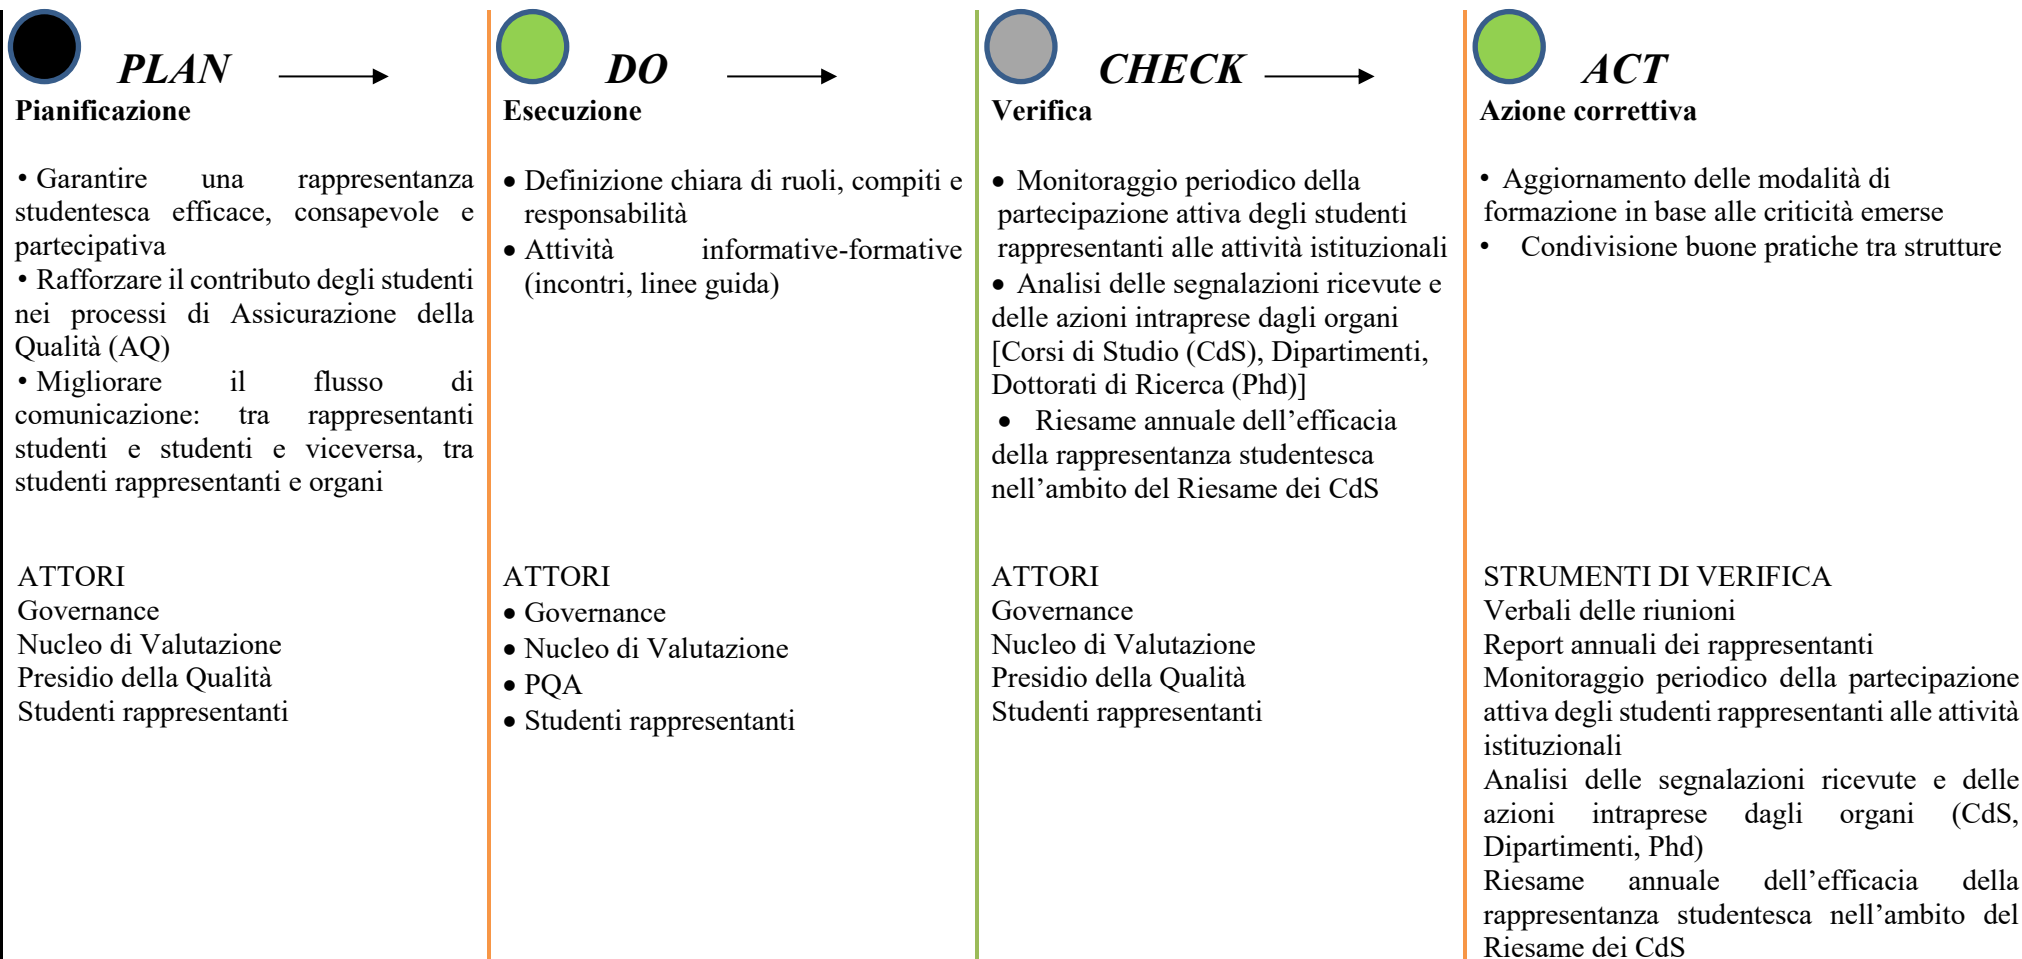 PLAN
Pianificazione
• Garantire una rappresentanza
studentesca efficace, consapevole e
partecipativa
• Rafforzare il contributo degli studenti
nei processi di Assicurazione della
Qualità (AQ)
• Migliorare il flusso di
comunicazione: tra rappresentanti
studenti e studenti e viceversa, tra
studenti rappresentanti e organi
ATTORI
Governance
Nucleo di Valutazione
Presidio della Qualità
Studenti rappresentanti
DO
Esecuzione
• Definizione chiara di ruoli, compiti e
responsabilità
• Attività informative-formative
(incontri, linee guida)
ATTORI
• Governance
• Nucleo di Valutazione
• PQA
• Studenti rappresentanti
CHECK
Verifica
• Monitoraggio periodico della
partecipazione attiva degli studenti
rappresentanti alle attività istituzionali
• Analisi delle segnalazioni ricevute e
delle azioni intraprese dagli organi
[Corsi di Studio (CdS), Dipartimenti,
Dottorati di Ricerca (Phd)]
• Riesame annuale dell’efficacia
della rappresentanza studentesca
nell’ambito del Riesame dei CdS
ATTORI
Governance
Nucleo di Valutazione
Presidio della Qualità
Studenti rappresentanti
ACT
Azione correttiva
• Aggiornamento delle modalità di
formazione in base alle criticità emerse
• Condivisione buone pratiche tra strutture
STRUMENTI DI VERIFICA
Verbali delle riunioni
Report annuali dei rappresentanti
Monitoraggio periodico della partecipazione
attiva degli studenti rappresentanti alle attività
istituzionali
Analisi delle segnalazioni ricevute e delle
azioni intraprese dagli organi (CdS,
Dipartimenti, Phd)
Riesame annuale dell’efficacia della
rappresentanza studentesca nell’ambito del
Riesame dei CdS